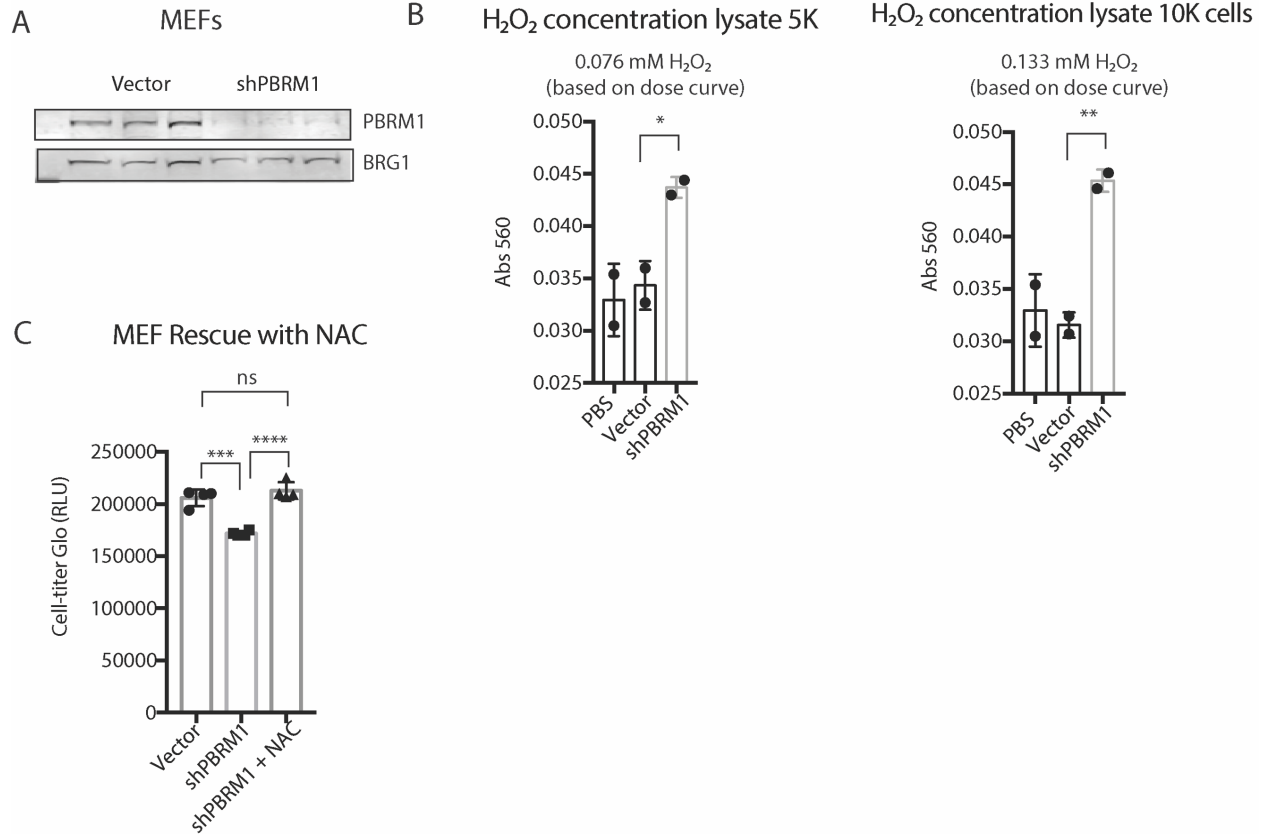 A
MEFs
Vector
shPBRM1
PBRM1
BRG1
B
H₂O₂ concentration lysate 5K
0.076 mM H₂O₂
(based on dose curve)
*
0.050
0.045
0.040
0.035
0.030
0.025
Abs 560
PBS
Vector
shPBRM1
H₂O₂ concentration lysate 10K cells
0.133 mM H₂O₂
(based on dose curve)
**
0.050
0.045
0.040
0.035
0.030
0.025
Abs 560
PBS
Vector
shPBRM1
C
MEF Rescue with NAC
ns
***
****
250000
200000
150000
100000
50000
0
Cell-titer Glo (RLU)
Vector
shPBRM1
shPBRM1 + NAC